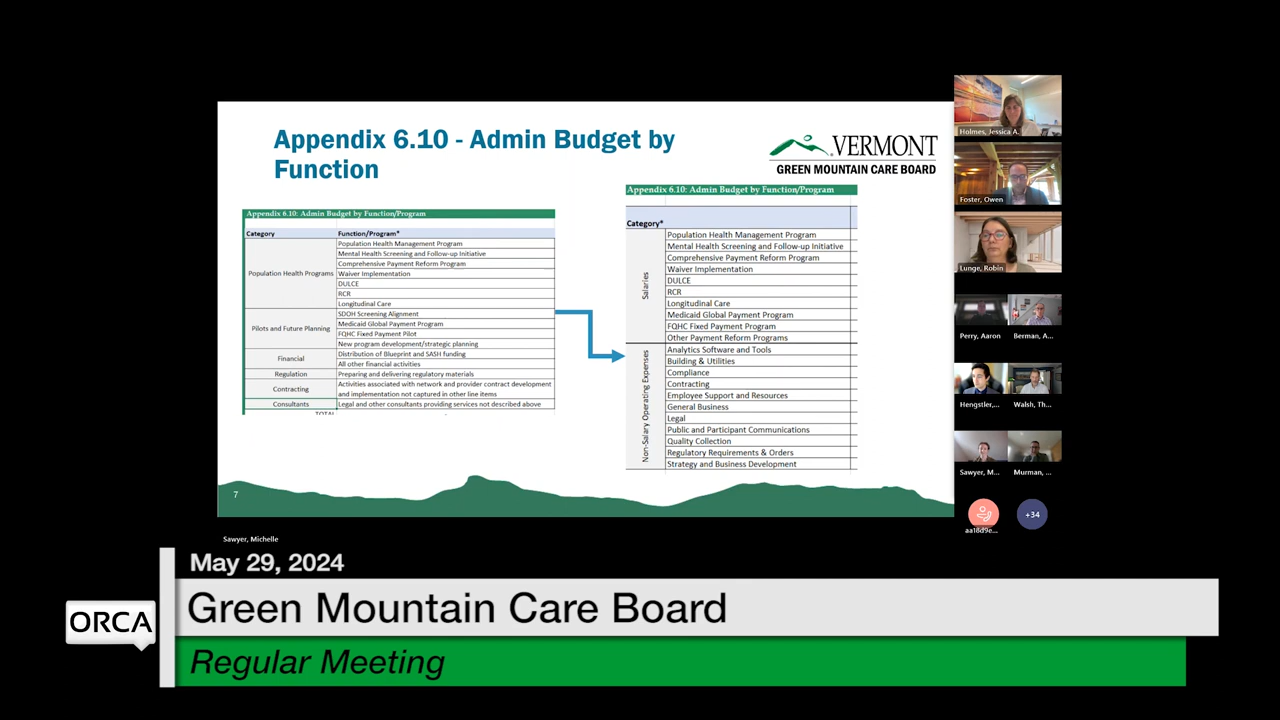 Appendix 6.10 - Admin Budget by
Function
VERMONT
GREEN MOUNTAIN CARE BOARD
Appendix 6.10: Admin Budget by Function/Program
Category Function/Program*
Population Health Programs
Population Health Management Program
Mental Health Screening and Follow-up Initiative
Comprehensive Payment Reform Program
Waiver Implementation
DULCE
RCR
Longitudinal Care
Pilots and Future Planning
SDOH Screening Alignment
Medicaid Global Payment Program
FQHC Fixed Payment Pilot
New program development/strategic planning
Financial
Distribution of Blueprint and SASH funding
All other financial activities
Regulation
Preparing and delivering regulatory materials
Contracting
Activities associated with network and provider contract development
and implementation not captured in other line items
Consultants
Legal and other consultants providing services not described above
TOTAL
Appendix 6.10: Admin Budget by Function/Program
Category*
Salaries
Population Health Management Program
Mental Health Screening and Follow-up Initiative
Comprehensive Payment Reform Program
Waiver Implementation
DULCE
RCR
Longitudinal Care
Medicaid Global Payment Program
FQHC Fixed Payment Program
Other Payment Reform Programs
Non-Salary Operating Expenses
Analytics Software and Tools
Building & Utilities
Compliance
Contracting
Employee Support and Resources
General Business
Legal
Public and Participant Communications
Quality Collection
Regulatory Requirements & Orders
Strategy and Business Development
7
Holmes, Jessica A.
Foster, Owen
Lunge, Robin
Perry, Aaron
Berman, A...
Hengstler,...
Walsh, Th...
Sawyer, M...
Murman, ...
aa18d9e...
+34
Sawyer, Michelle
May 29, 2024
ORCA
Green Mountain Care Board
Regular Meeting